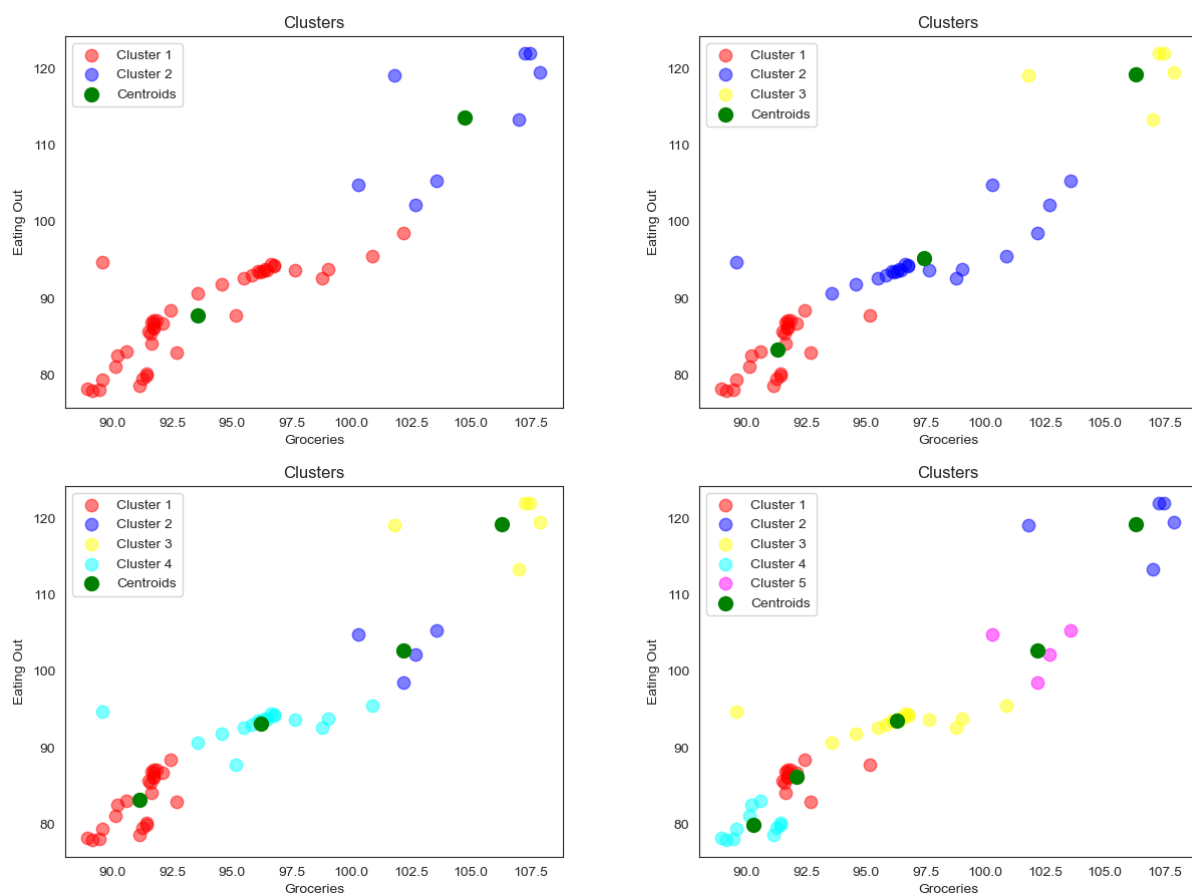 Clusters
Cluster 1
Cluster 2
Centroids
120
110
100
90
80
Eating Out
90.0 92.5 95.0 97.5 100.0 102.5 105.0 107.5
Groceries
Clusters
Cluster 1
Cluster 2
Cluster 3
Centroids
120
110
100
90
80
Eating Out
90.0 92.5 95.0 97.5 100.0 102.5 105.0 107.5
Groceries
Clusters
Cluster 1
Cluster 2
Cluster 3
Cluster 4
Centroids
120
110
100
90
80
Eating Out
90.0 92.5 95.0 97.5 100.0 102.5 105.0 107.5
Groceries
Clusters
Cluster 1
Cluster 2
Cluster 3
Cluster 4
Cluster 5
Centroids
120
110
100
90
80
Eating Out
90.0 92.5 95.0 97.5 100.0 102.5 105.0 107.5
Groceries